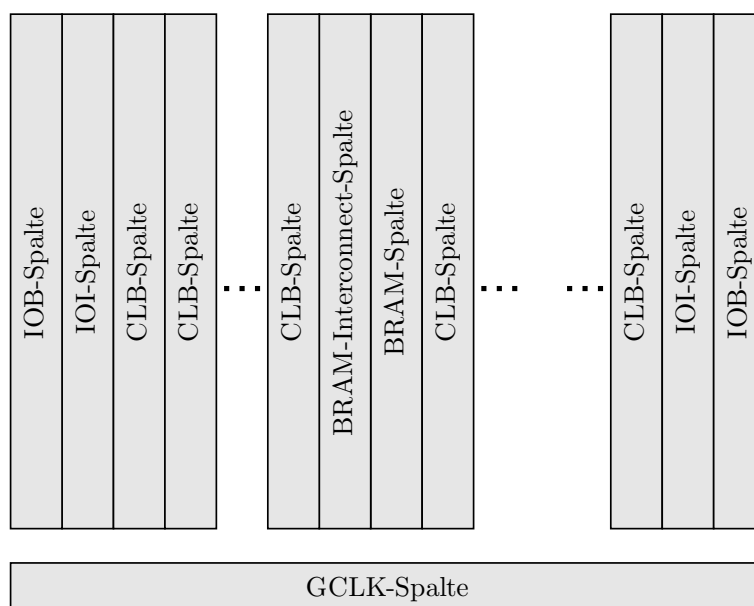 IOB-Spalte
IOI-Spalte
CLB-Spalte
CLB-Spalte
...
CLB-Spalte
BRAM-Interconnect-Spalte
BRAM-Spalte
CLB-Spalte
...
...
CLB-Spalte
IOI-Spalte
IOB-Spalte
GCLK-Spalte